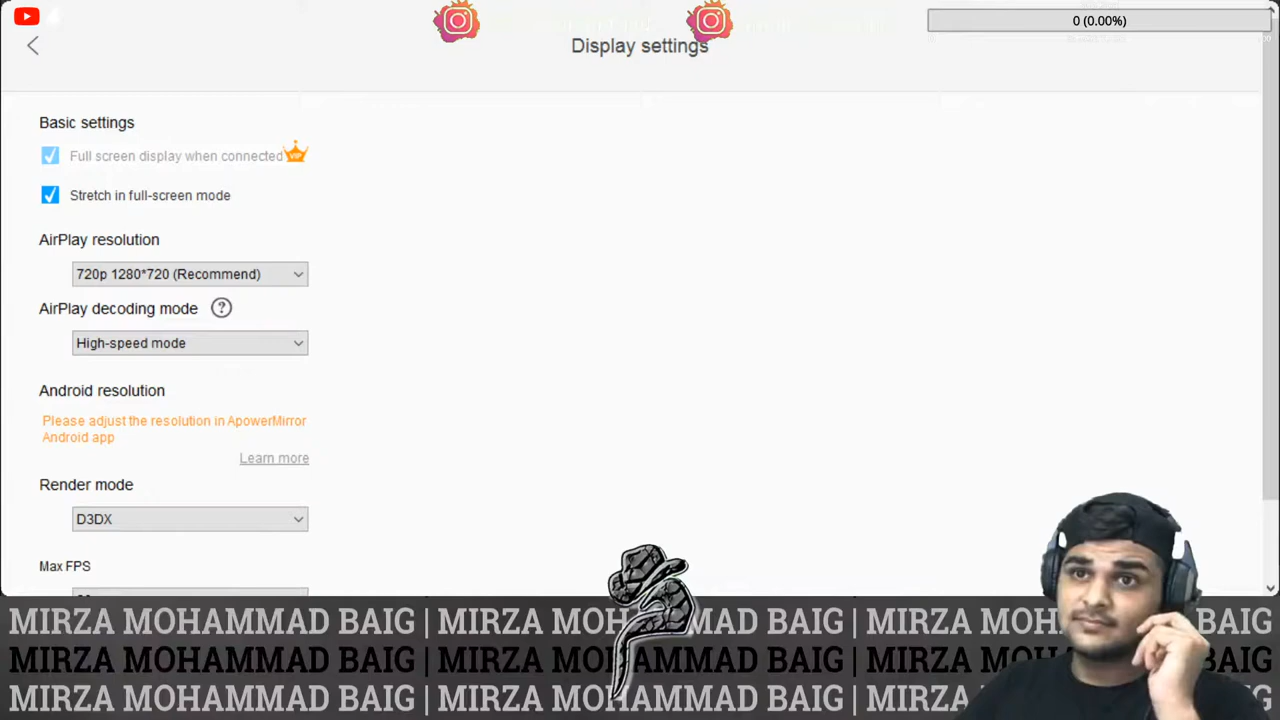 0 (0.00%)
Display settings
Basic settings
Full screen display when connected VIP
Stretch in full-screen mode
AirPlay resolution
720p 1280*720 (Recommend)
AirPlay decoding mode ?
High-speed mode
Android resolution
Please adjust the resolution in ApowerMirror
Android app
Learn more
Render mode
D3DX
Max FPS
MIRZA MOHAMMAD BAIG | MIRZA MOHAMMAD BAIG | MIRZA BAIG
MIRZA MOHAMMAD BAIG | MIRZA MOHAMMAD BAIG | MIRZA BAIG
MIRZA MOHAMMAD BAIG | MIRZA MOHAMMAD BAIG | MIRZA BAIG